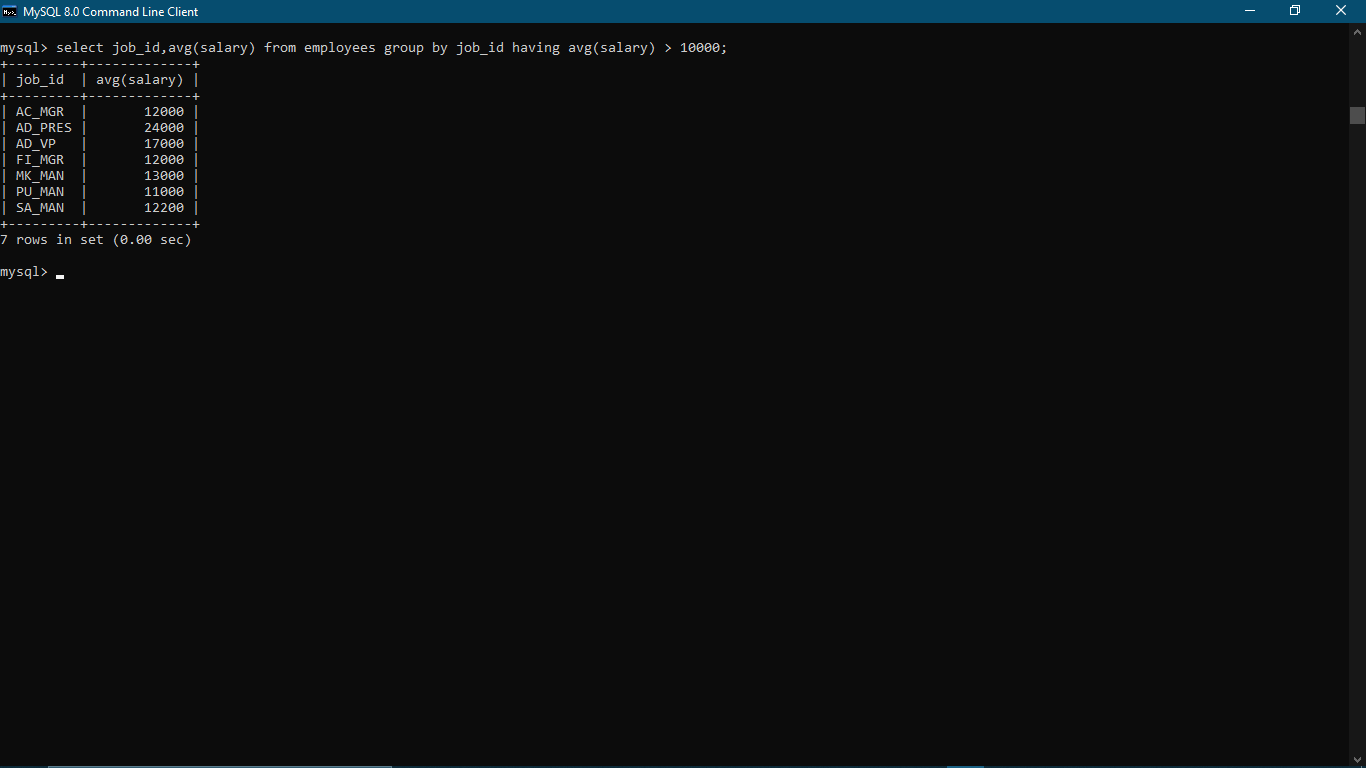 MySQL 8.0 Command Line Client
mysql> select job_id,avg(salary) from employees group by job_id having avg(salary) > 10000;
+---------+-------------+
| job_id  | avg(salary) |
+---------+-------------+
| AC_MGR  |       12000 |
| AD_PRES |       24000 |
| AD_VP   |       17000 |
| FI_MGR  |       12000 |
| MK_MAN  |       13000 |
| PU_MAN  |       11000 |
| SA_MAN  |       12200 |
+---------+-------------+
7 rows in set (0.00 sec)
mysql> _